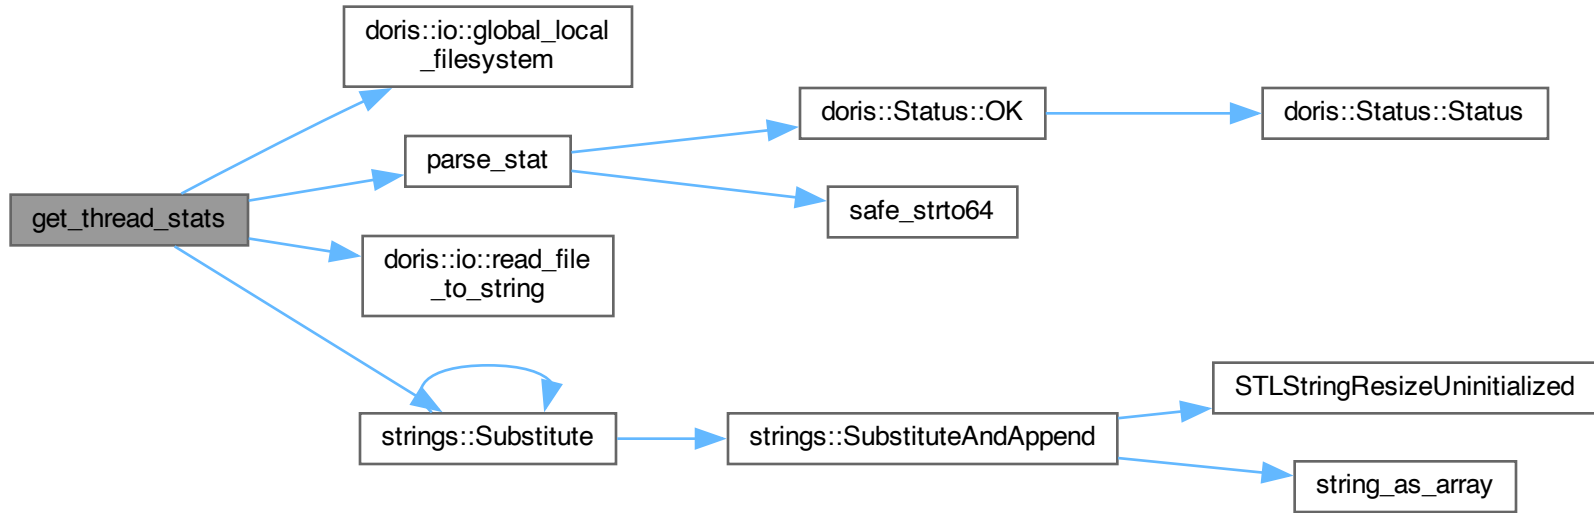 doris::io::global_local
_filesystem
doris::Status::OK
doris::Status::Status
parse_stat
safe_strto64
get_thread_stats
doris::io::read_file
_to_string
STLStringResizeUninitialized
strings::Substitute
strings::SubstituteAndAppend
string_as_array